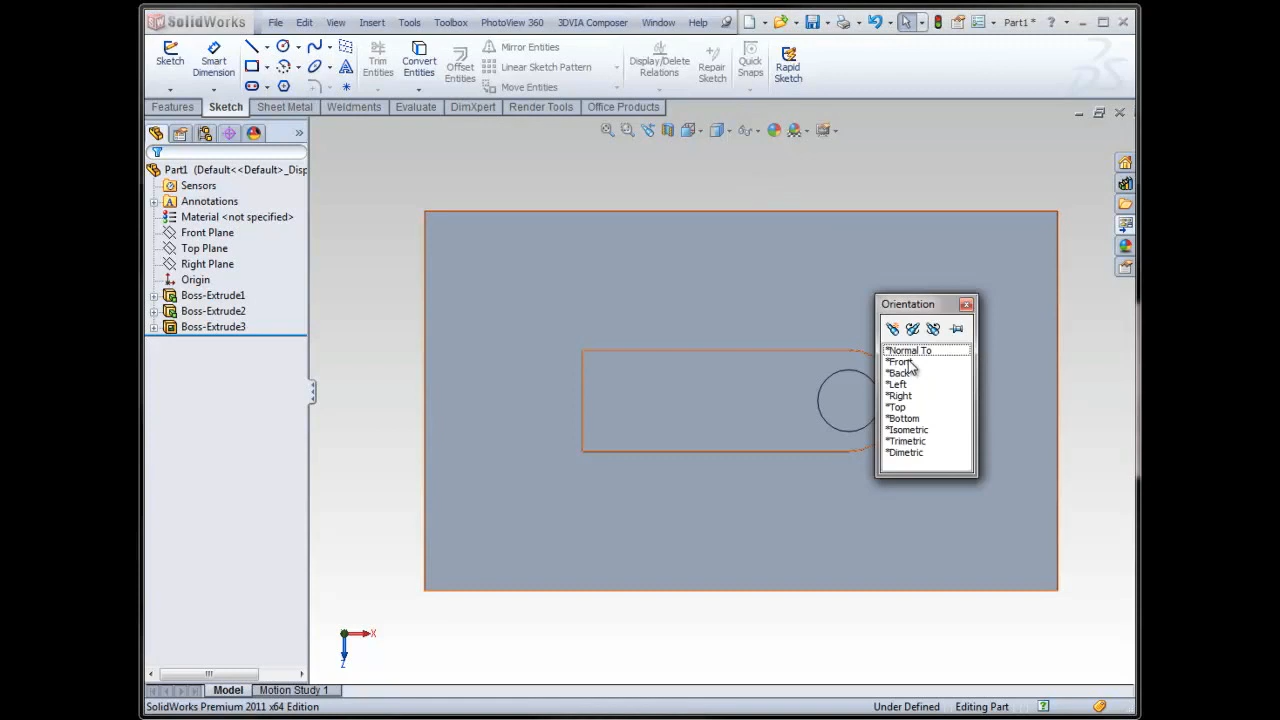 SolidWorks File Edit View Insert Tools Toolbox PhotoView 360 3DVIA Composer Window Help Part1 * ?
Sketch Smart Dimension Trim Entities Convert Entities Offset Entities Mirror Entities Linear Sketch Pattern Move Entities Display/Delete Relations Repair Sketch Quick Snaps Rapid Sketch
Features Sketch Sheet Metal Weldments Evaluate DimXpert Render Tools Office Products
»
Part1 (Default<<Default>_Disp
Sensors
Annotations
Material <not specified>
Front Plane
Top Plane
Right Plane
Origin
Boss-Extrude1
Boss-Extrude2
Boss-Extrude3
Orientation
*Normal To
*Front
*Back
*Left
*Right
*Top
*Bottom
*Isometric
*Trimetric
*Dimetric
X
Z
Model Motion Study 1
SolidWorks Premium 2011 x64 Edition Under Defined Editing Part